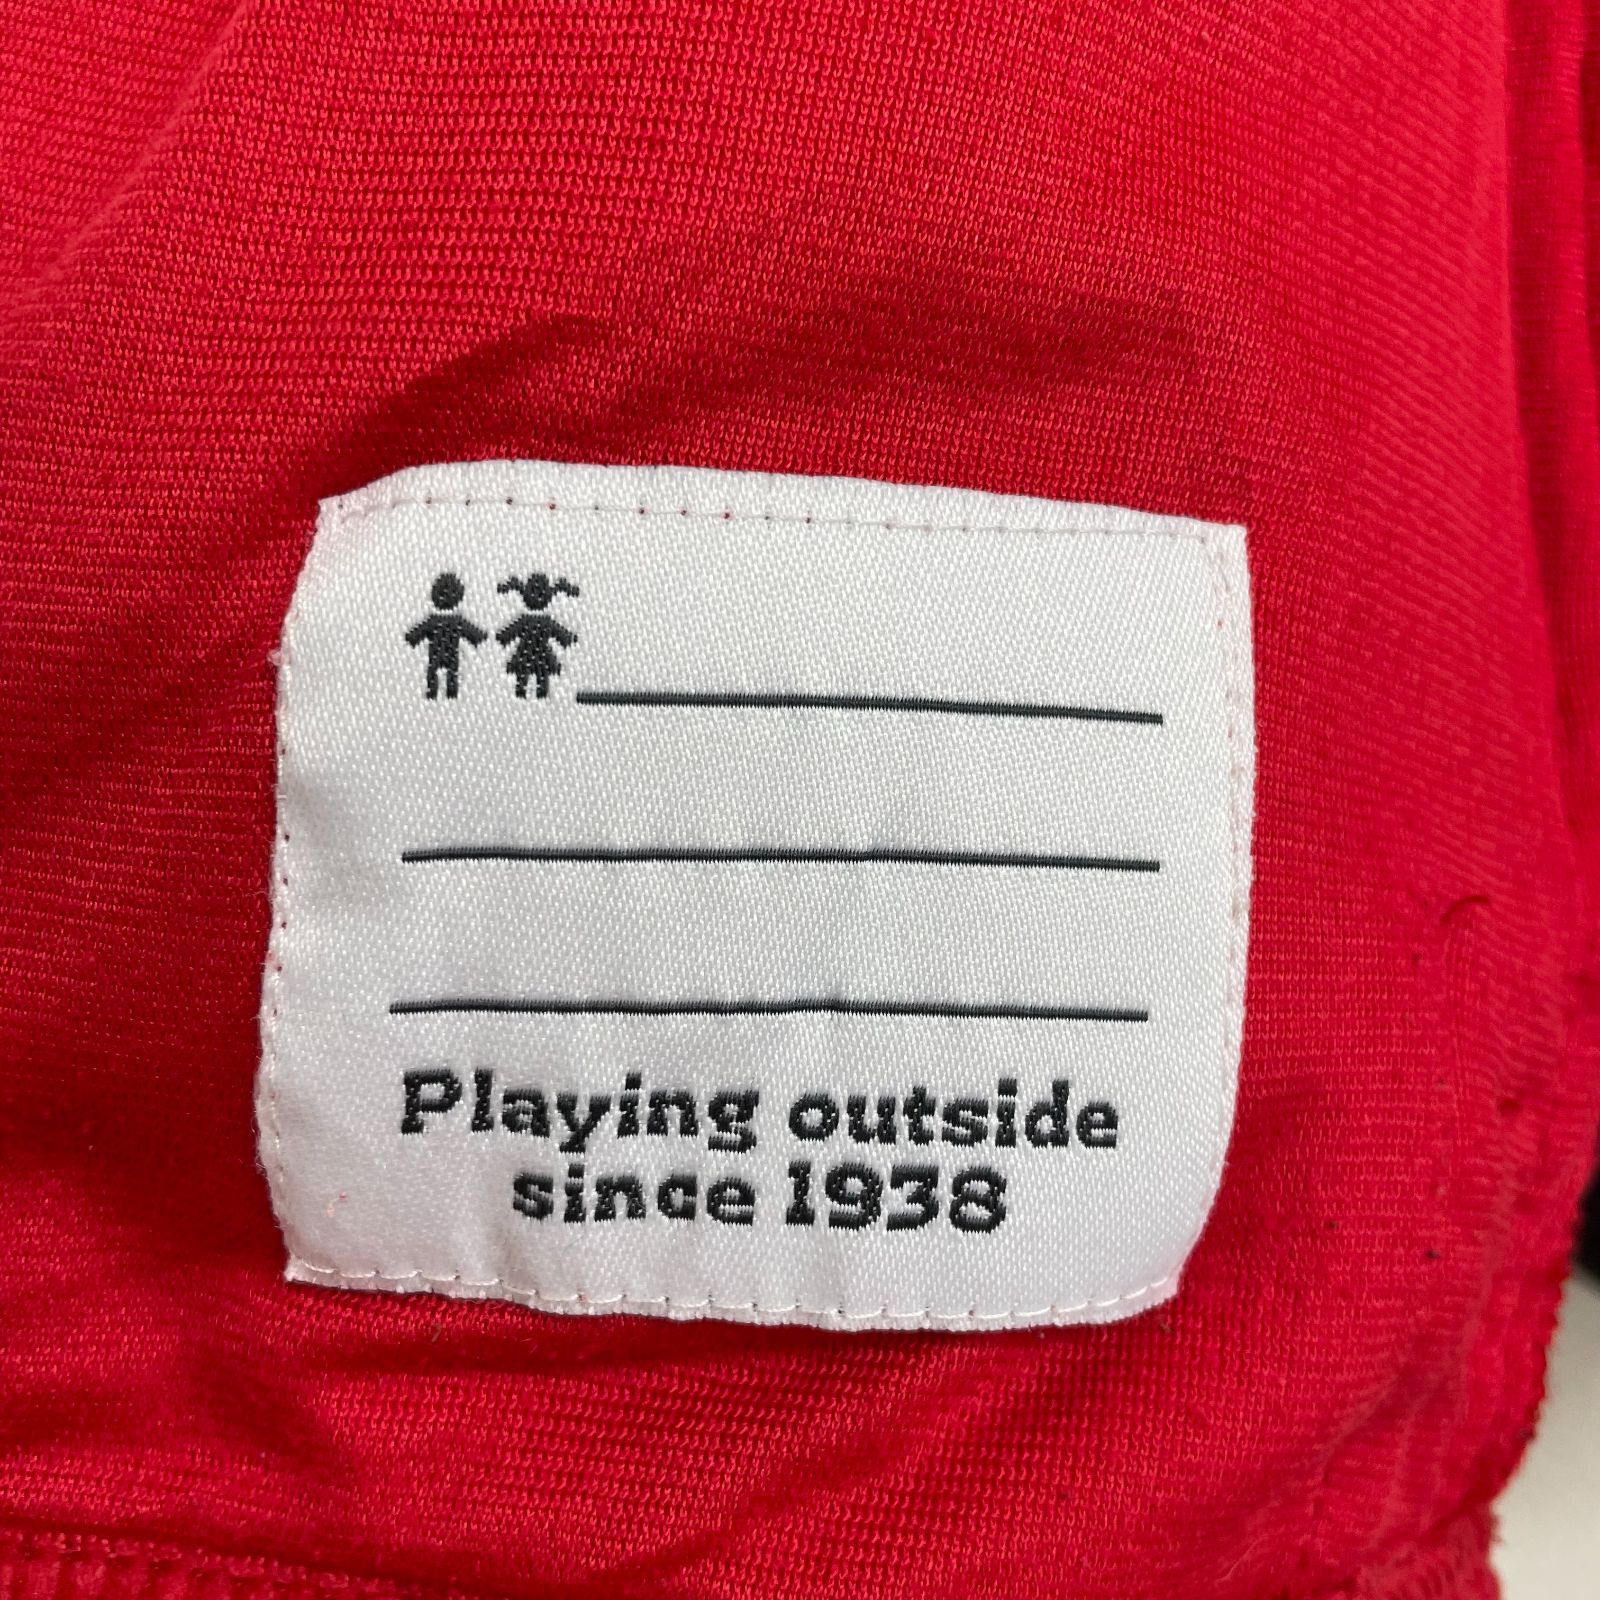 Playing outside
since 1938